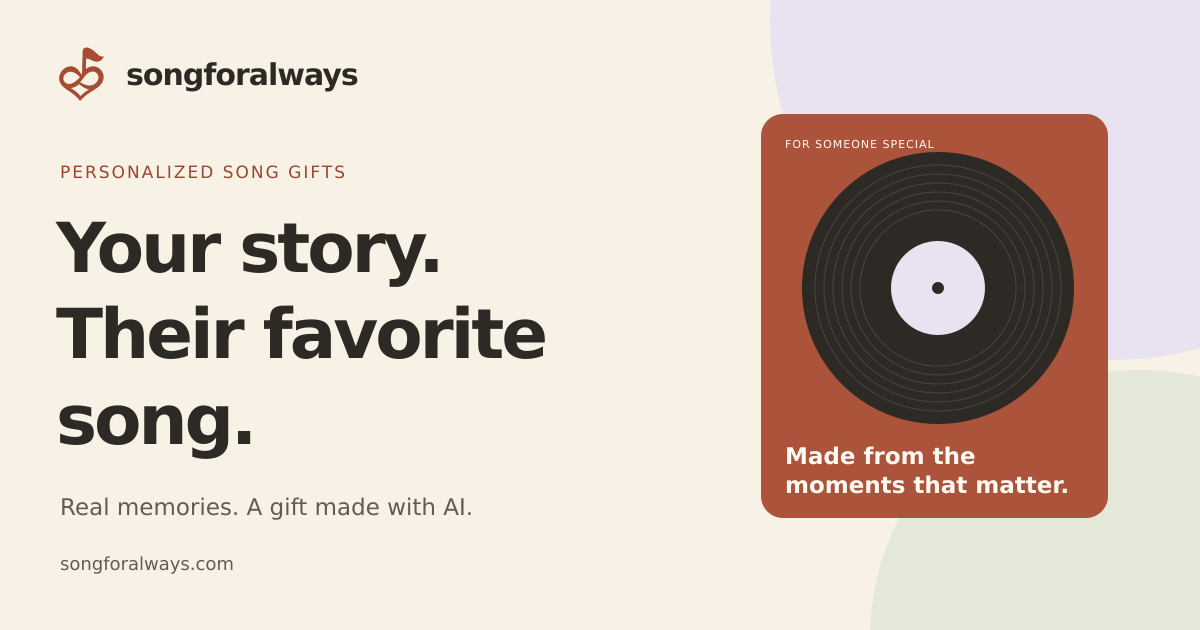 songforalways
PERSONALIZED SONG GIFTS
Your story.
Their favorite
song.
Real memories. A gift made with AI.
songforalways.com
FOR SOMEONE SPECIAL
Made from the
moments that matter.